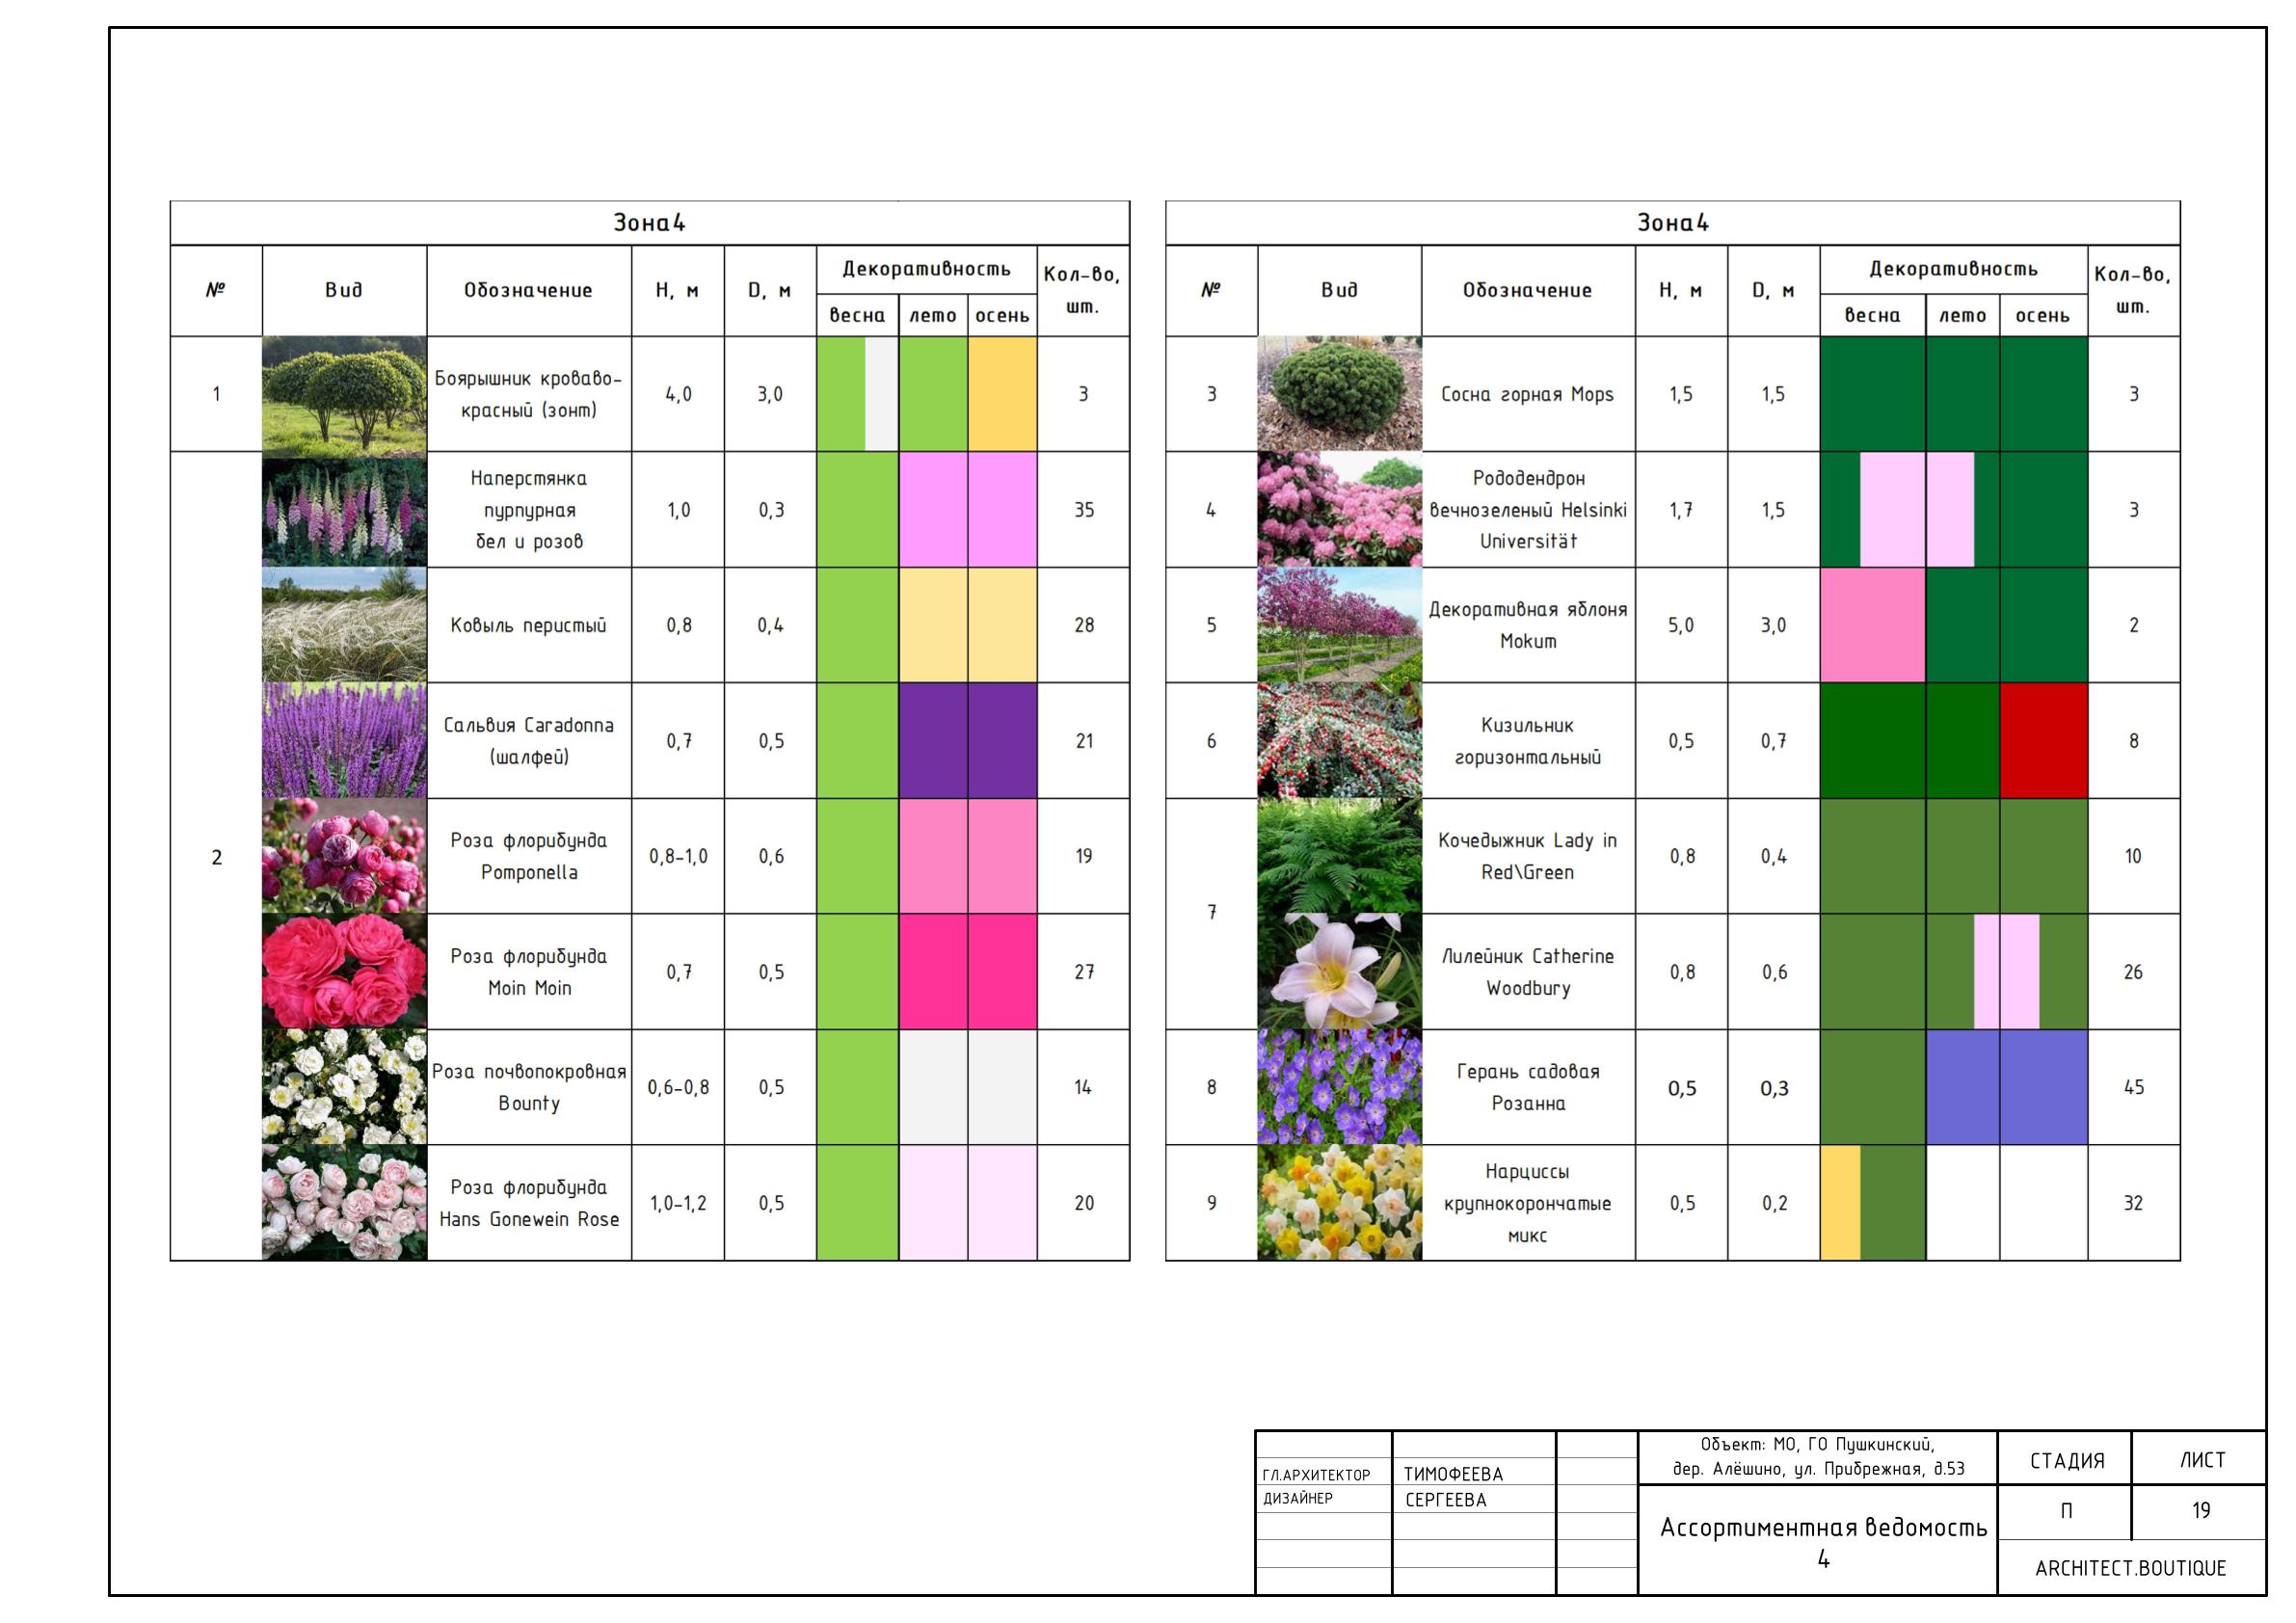 Зона4
№ Вид Обозначение Н, м D, м Декоративность Кол-во,
шт.
весна лето осень
1 Боярышник кроваво-
красный (зонт) 4,0 3,0 3
2
Наперстянка
пурпурная
бел и розов 1,0 0,3 35
Ковыль перистый 0,8 0,4 28
Сальвия Caradonna
(шалфей) 0,7 0,5 21
Роза флорибунда
Pomponella 0,8-1,0 0,6 19
Роза флорибунда
Moin Moin 0,7 0,5 27
Роза почвопокровная
Bounty 0,6-0,8 0,5 14
Роза флорибунда
Hans Gonewein Rose 1,0-1,2 0,5 20
Зона4
№ Вид Обозначение Н, м D, м Декоративность Кол-во,
шт.
весна лето осень
3 Сосна горная Mops 1,5 1,5 3
4 Рододендрон
вечнозеленый Helsinki
Universität 1,7 1,5 3
5 Декоративная яблоня
Mokum 5,0 3,0 2
6 Кизильник
горизонтальный 0,5 0,7 8
7
Кочедыжник Lady in
Red\Green 0,8 0,4 10
Лилейник Catherine
Woodbury 0,8 0,6 26
8 Герань садовая
Розанна 0,5 0,3 45
9 Нарциссы
крупнокорончатые
микс 0,5 0,2 32
ГЛ.АРХИТЕКТОР ТИМОФЕЕВА
ДИЗАЙНЕР СЕРГЕЕВА
Объект: МО, ГО Пушкинский,
дер. Алёшино, ул. Прибрежная, д.53
СТАДИЯ ЛИСТ
П 19
Ассортиментная ведомость
4
ARCHITECT.BOUTIQUE